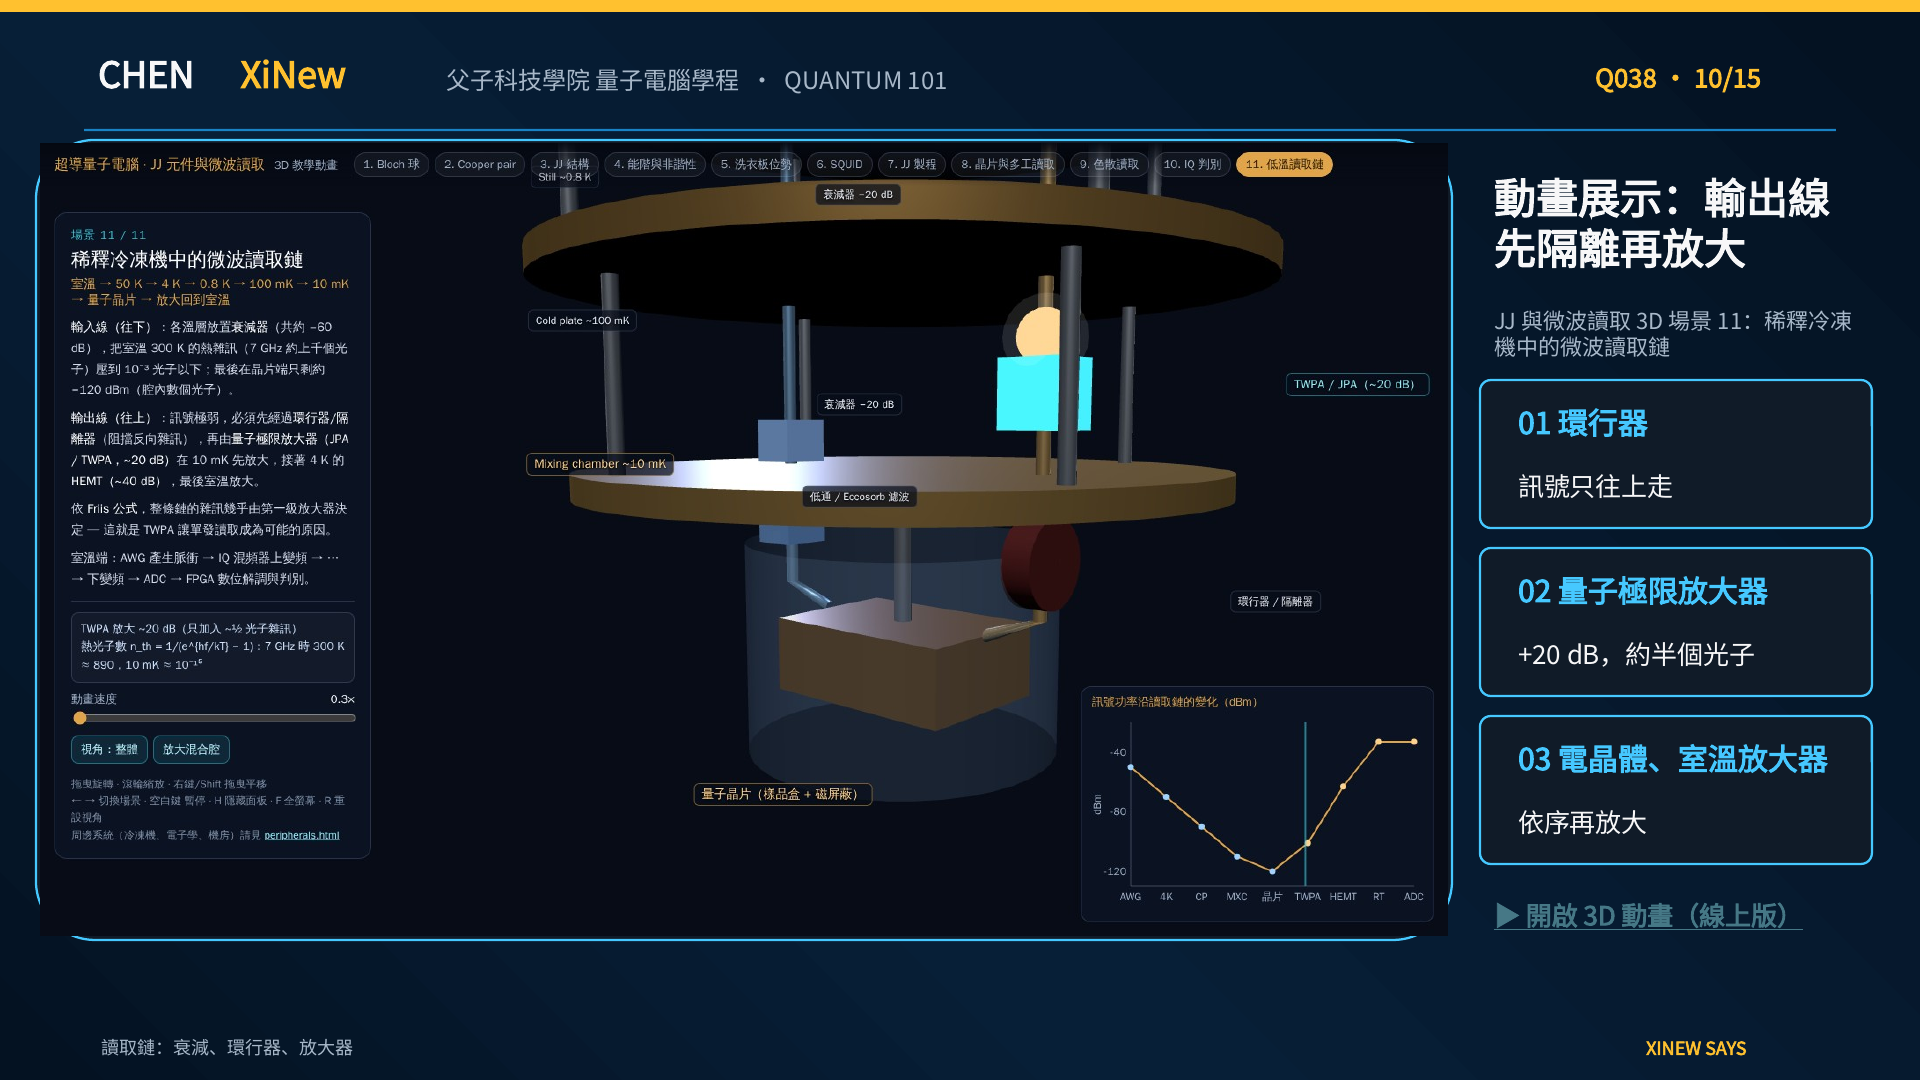 CHEN XiNew
父子科技學院 量子電腦學程 · QUANTUM 101
Q038 · 10/15
超導量子電腦 · JJ 元件與微波讀取 3D 教學動畫
1. Bloch 球
2. Cooper pair
3. JJ 結構
4. 能階與非諧性
5. 洗衣板位勢
6. SQUID
7. JJ 製程
8. 晶片與多工讀取
9. 色散讀取
10. IQ 判別
11. 低溫讀取鏈
Still ~0.8 K
衰減器 −20 dB
場景 11 / 11
稀釋冷凍機中的微波讀取鏈
室溫 → 50 K → 4 K → 0.8 K → 100 mK → 10 mK
→ 量子晶片 → 放大回到室溫
輸入線（往下）：各溫層放置衰減器（共約 −60
dB），把室溫 300 K 的熱雜訊（7 GHz 約上千個光
子）壓到 10⁻³ 光子以下；最後在晶片端只剩約
−120 dBm（腔內數個光子）。
輸出線（往上）：訊號極弱，必須先經過環行器/隔
離器（阻擋反向雜訊），再由量子極限放大器（JPA
/ TWPA，~20 dB）在 10 mK 先放大，接著 4 K 的
HEMT（~40 dB），最後室溫放大。
依 Friis 公式，整條鏈的雜訊幾乎由第一級放大器決
定 — 這就是 TWPA 讓單發讀取成為可能的原因。
室溫端：AWG 產生脈衝 → IQ 混頻器上變頻 → ⋯
→ 下變頻 → ADC → FPGA 數位解調與判別。
TWPA 放大 ~20 dB（只加入 ~½ 光子雜訊）
熱光子數 n_th = 1/(e^{hf/kT} − 1)：7 GHz 時 300 K
≈ 890，10 mK ≈ 10⁻¹⁵
動畫速度 0.3×
視角：整體
放大混合腔
拖曳旋轉 · 滾輪縮放 · 右鍵/Shift 拖曳平移
← → 切換場景 · 空白鍵 暫停 · H 隱藏面板 · F 全螢幕 · R 重
設視角
周邊系統（冷凍機、電子學、機房）請見 peripherals.html
Cold plate ~100 mK
TWPA / JPA（~20 dB）
衰減器 −20 dB
Mixing chamber ~10 mK
低通 / Eccosorb 濾波
環行器 / 隔離器
量子晶片（樣品盒 + 磁屏蔽）
訊號功率沿讀取鏈的變化（dBm）
dBm
-40
-80
-120
AWG 4K CP MXC 晶片 TWPA HEMT RT ADC
動畫展示：輸出線
先隔離再放大
JJ 與微波讀取 3D 場景 11：稀釋冷凍
機中的微波讀取鏈
01 環行器
訊號只往上走
02 量子極限放大器
+20 dB，約半個光子
03 電晶體、室溫放大器
依序再放大
▶ 開啟 3D 動畫（線上版）
讀取鏈：衰減、環行器、放大器
XINEW SAYS